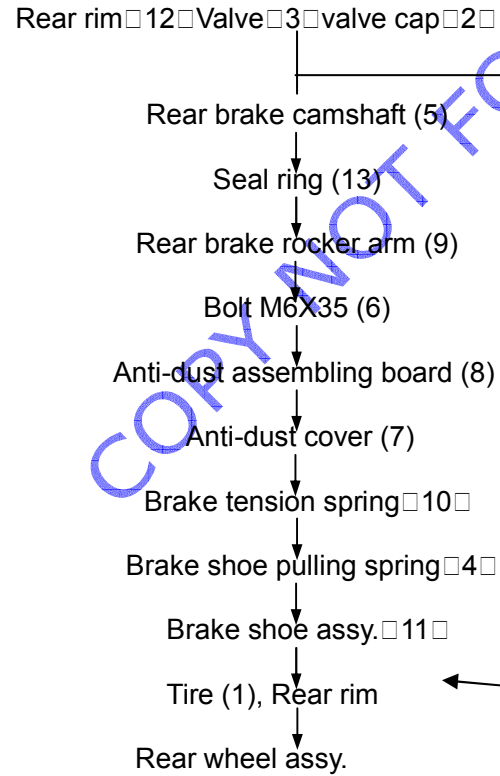 Rear rim□12□Valve□3□valve cap□2□
Rear brake camshaft (5)
Seal ring (13)
Rear brake rocker arm (9)
Bolt M6X35 (6)
Anti-dust assembling board (8)
Anti-dust cover (7)
Brake tension spring□10□
Brake shoe pulling spring□4□
Brake shoe assy.□11□
Tire (1), Rear rim
Rear wheel assy.
COPY NOT FO